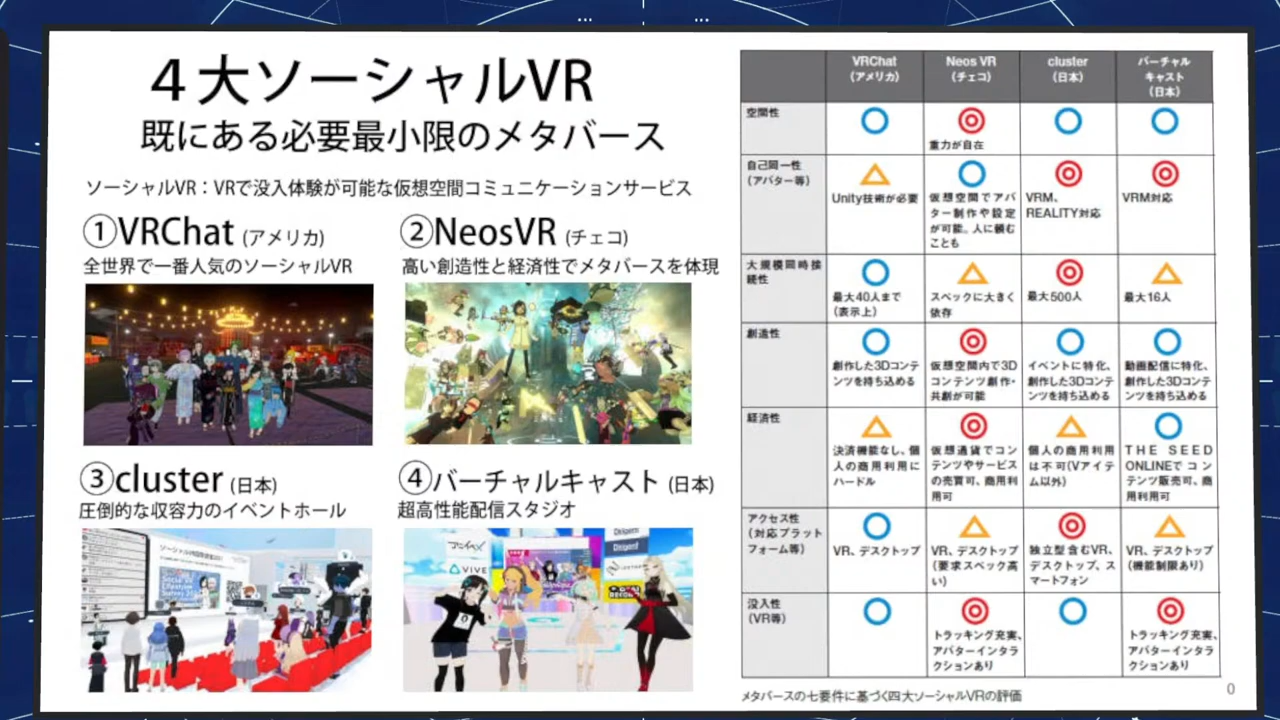 4大ソーシャルVR
既にある必要最小限のメタバース
ソーシャルVR：VRで没入体験が可能な仮想空間コミュニケーションサービス
①VRChat (アメリカ)
全世界で一番人気のソーシャルVR
②NeosVR (チェコ)
高い創造性と経済性でメタバースを体現
③cluster (日本)
圧倒的な収容力のイベントホール
④バーチャルキャスト (日本)
超高性能配信スタジオ
アニメイベ
VIVE
Dirigent
VRChat
(アメリカ)
Neos VR
(チェコ)
cluster
(日本)
バーチャル
キャスト
(日本)
空間性
重力が自在
自己同一性
(アバター等)
Unity技術が必要
仮想空間でアバ
ター制作や設定
が可能。人に頼む
ことも
VRM、
REALITY対応
VRM対応
大規模同時接
続性
最大40人まで
(表示上)
スペックに大きく
依存
最大500人
最大16人
創造性
創作した3Dコンテ
ンツを持ち込める
仮想空間内で3D
コンテンツ創作・
共創が可能
イベントに特化、
創作した3Dコンテ
ンツを持ち込める
動画配信に特化、
創作した3Dコンテ
ンツを持ち込める
経済性
決済機能なし、個
人の商用利用に
ハードル
仮想通貨でコン
テンツやサービス
の売買可、商用利
用可
個人の商用利用
は不可(Vアイテ
ム以外)
THE SEED
ONLINEでコン
テンツ販売可、商
用利用可
アクセス性
(対応プラット
フォーム等)
VR、デスクトップ
VR、デスクトップ
(要求スペック高
い)
独立型含むVR、
デスクトップ、ス
マートフォン
VR、デスクトップ
(機能制限あり)
没入性
(VR等)
トラッキング充実、
アバターインタラ
クションあり
トラッキング充実、
アバターインタラ
クションあり
メタバースの七要件に基づく四大ソーシャルVRの評価
0